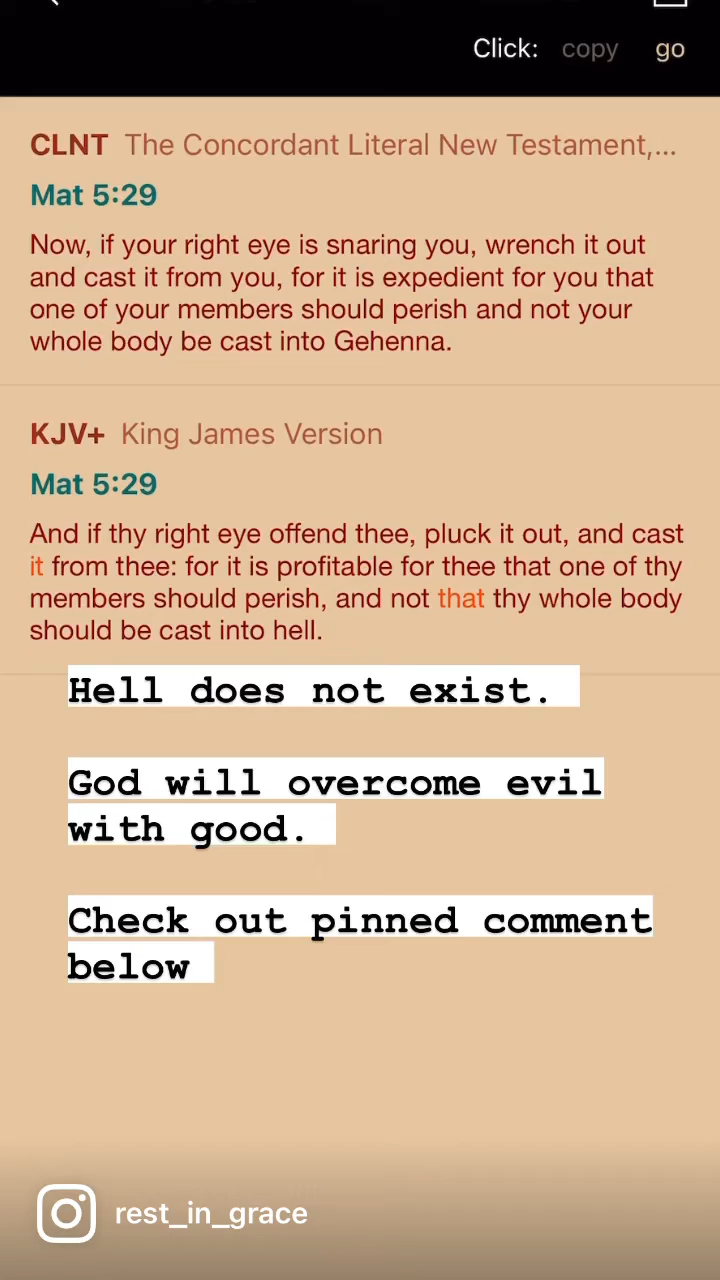 Click: copy go
CLNT The Concordant Literal New Testament,...
Mat 5:29
Now, if your right eye is snaring you, wrench it out
and cast it from you, for it is expedient for you that
one of your members should perish and not your
whole body be cast into Gehenna.
KJV+ King James Version
Mat 5:29
And if thy right eye offend thee, pluck it out, and cast
it from thee: for it is profitable for thee that one of thy
members should perish, and not that thy whole body
should be cast into hell.
Hell does not exist.
God will overcome evil
with good.
Check out pinned comment
below
rest_in_grace